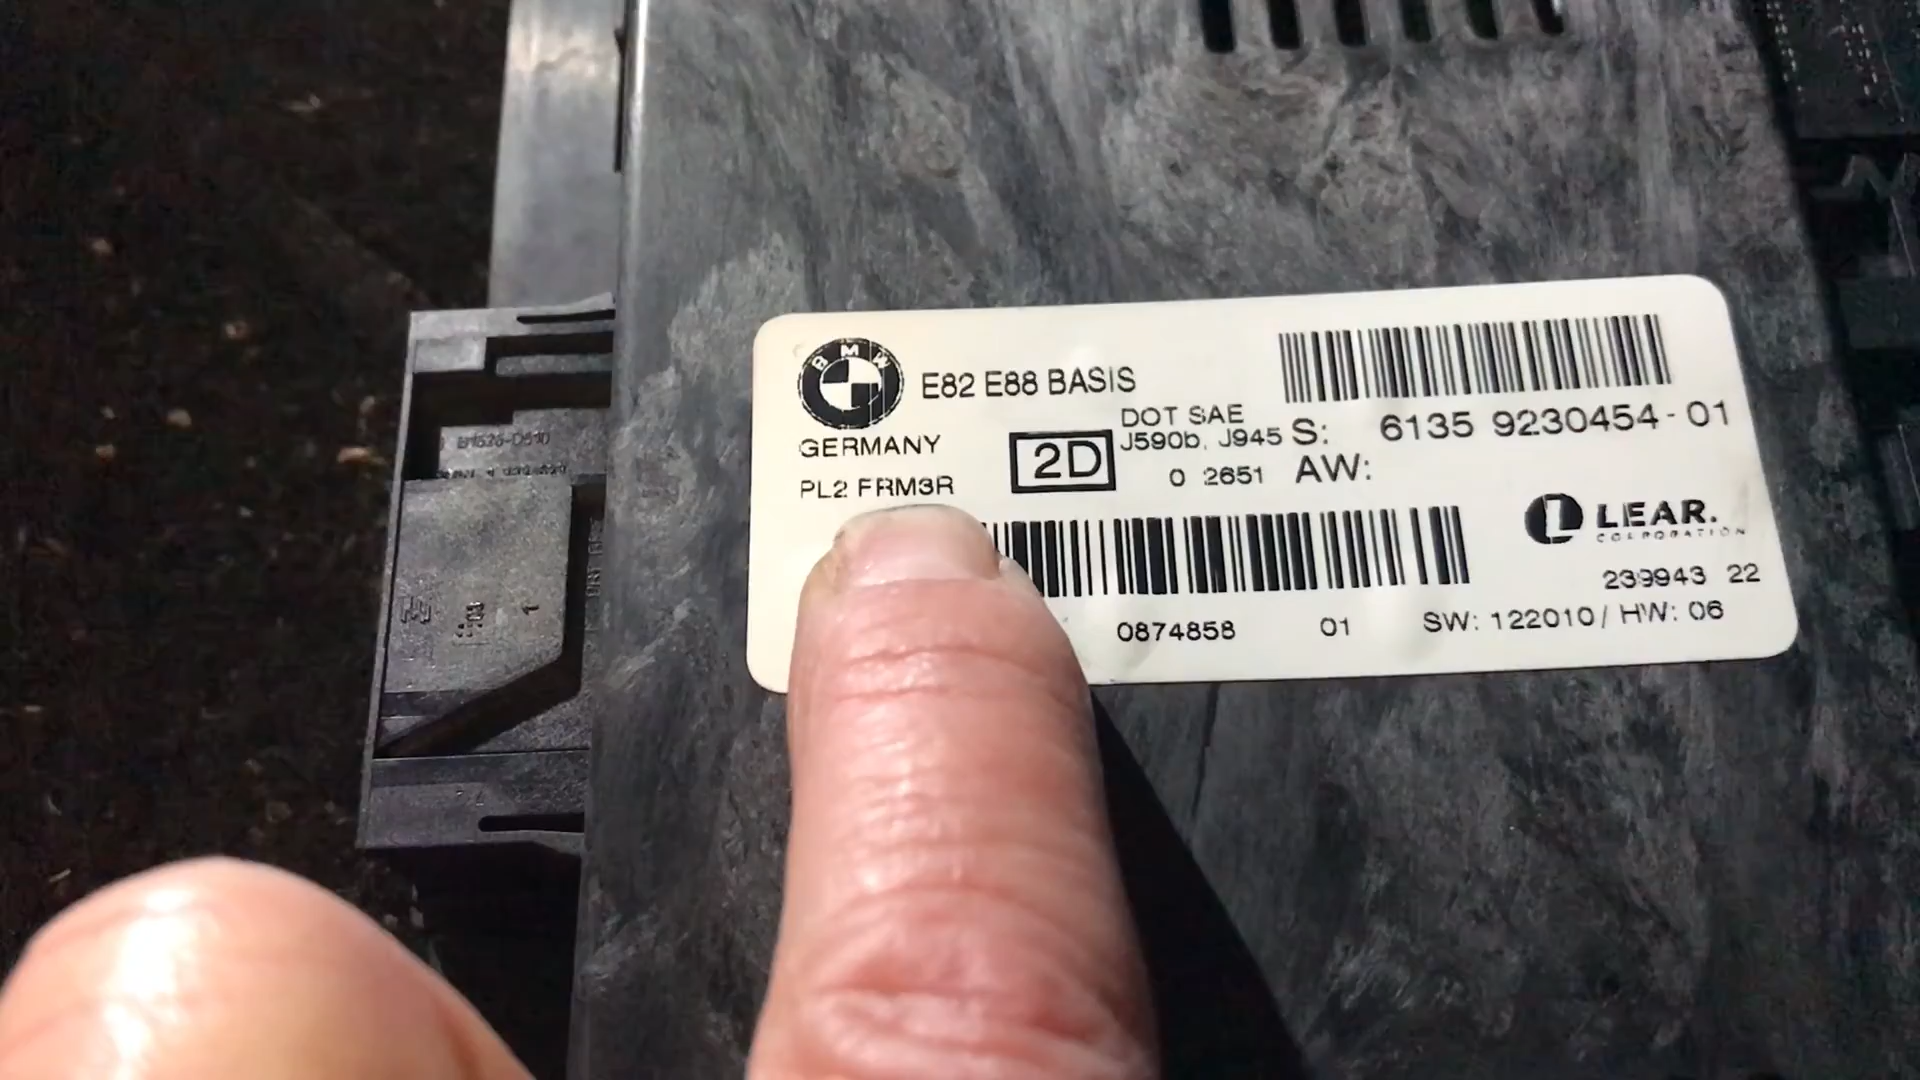 BMW
E82 E88 BASIS
GERMANY
PL2 FRM3R
2D
DOT SAE
J590b, J945
0 2651
S: 6135 9230454-01
AW:
LEAR.
CORPORATION
239943 22
0874858 01 SW: 122010/ HW: 06
1